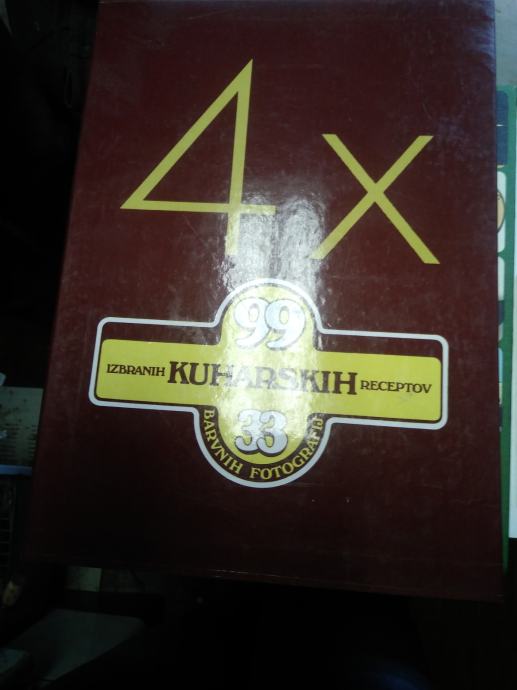 4x
99
IZBRANIH KUHARSKIH RECEPTOV
33
BARVNIH FOTOGRAFIJ